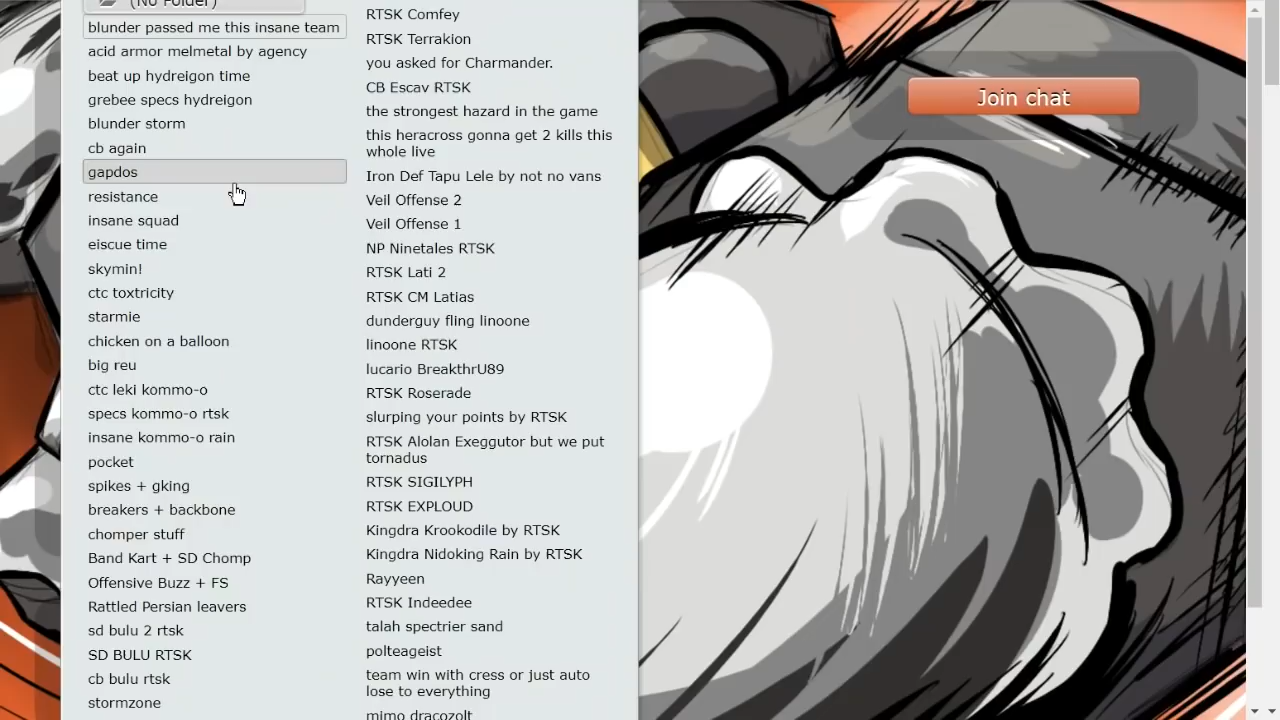 (No Folder)
blunder passed me this insane team
acid armor melmetal by agency
beat up hydreigon time
grebee specs hydreigon
blunder storm
cb again
gapdos
resistance
insane squad
eiscue time
skymin!
ctc toxtricity
starmie
chicken on a balloon
big reu
ctc leki kommo-o
specs kommo-o rtsk
insane kommo-o rain
pocket
spikes + gking
breakers + backbone
chomper stuff
Band Kart + SD Chomp
Offensive Buzz + FS
Rattled Persian leavers
sd bulu 2 rtsk
SD BULU RTSK
cb bulu rtsk
stormzone
RTSK Comfey
RTSK Terrakion
you asked for Charmander.
CB Escav RTSK
the strongest hazard in the game
this heracross gonna get 2 kills this
whole live
Iron Def Tapu Lele by not no vans
Veil Offense 2
Veil Offense 1
NP Ninetales RTSK
RTSK Lati 2
RTSK CM Latias
dunderguy fling linoone
linoone RTSK
lucario BreakthrU89
RTSK Roserade
slurping your points by RTSK
RTSK Alolan Exeggutor but we put
tornadus
RTSK SIGILYPH
RTSK EXPLOUD
Kingdra Krookodile by RTSK
Kingdra Nidoking Rain by RTSK
Rayyeen
RTSK Indeedee
talah spectrier sand
polteageist
team win with cress or just auto
lose to everything
mimo dracozolt
Join chat